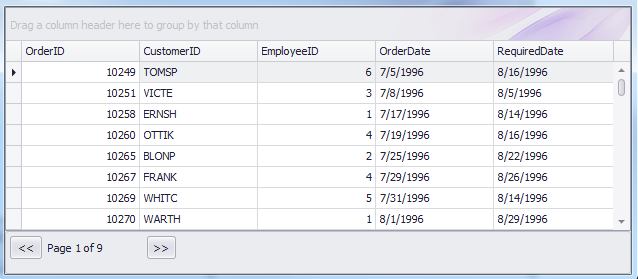 Drag a column header here to group by that column
OrderID CustomerID EmployeeID OrderDate RequiredDate
10249 TOMSP 6 7/5/1996 8/16/1996
10251 VICTE 3 7/8/1996 8/5/1996
10258 ERNSH 1 7/17/1996 8/14/1996
10260 OTTIK 4 7/19/1996 8/16/1996
10265 BLONP 2 7/25/1996 8/22/1996
10267 FRANK 4 7/29/1996 8/26/1996
10269 WHITC 5 7/31/1996 8/14/1996
10270 WARTH 1 8/1/1996 8/29/1996
<< Page 1 of 9 >>